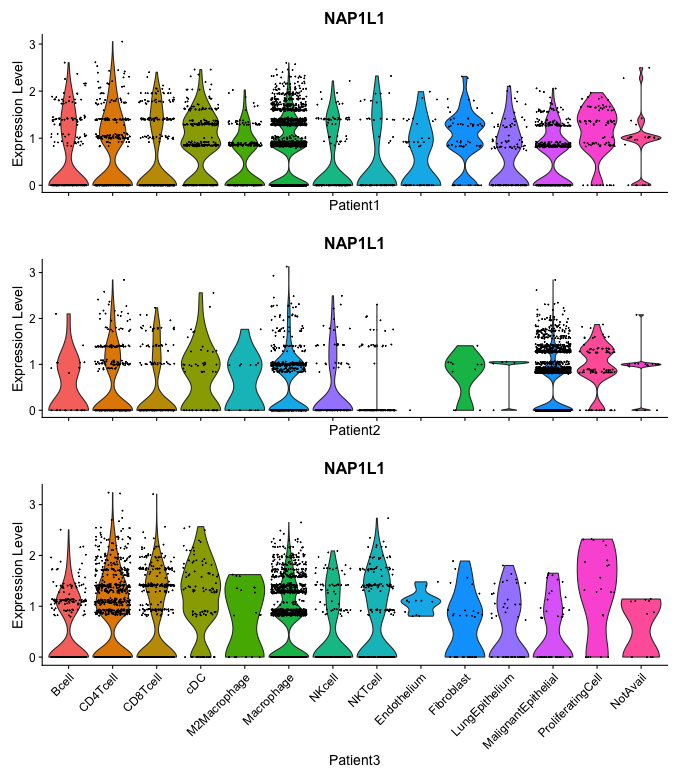 NAP1L1
Expression Level
3
2
1
0
Patient1
NAP1L1
Expression Level
3
2
1
0
Patient2
NAP1L1
Expression Level
3
2
1
0
Bcell
CD4Tcell
CD8Tcell
cDC
M2Macrophage
Macrophage
NKcell
NKTcell
Endothelium
Fibroblast
LungEpithelium
MalignantEpithelial
ProliferatingCell
NotAvail
Patient3